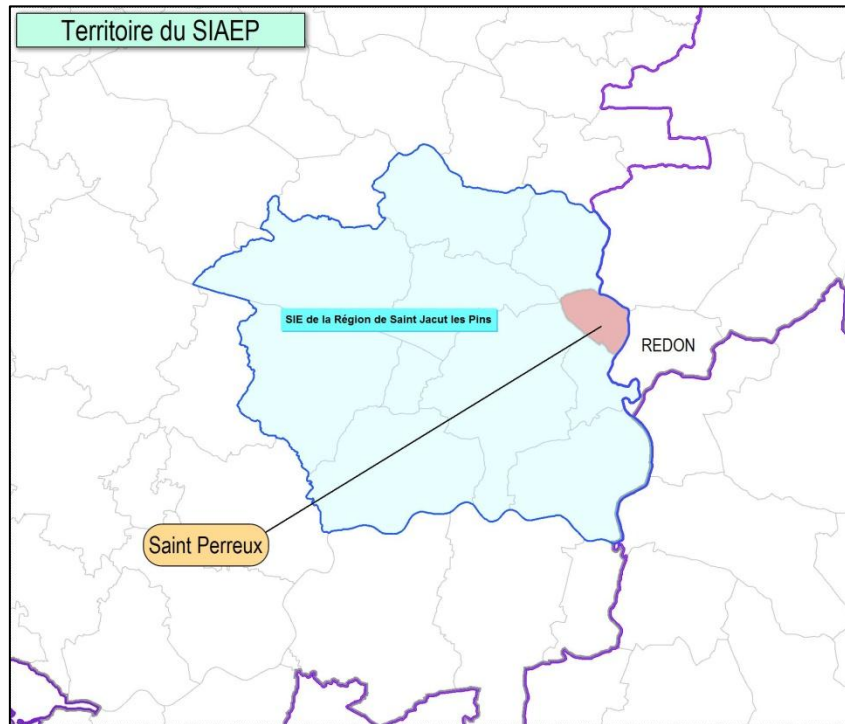 Territoire du SIAEP
SIE de la Région de Saint Jacut les Pins
REDON
Saint Perreux